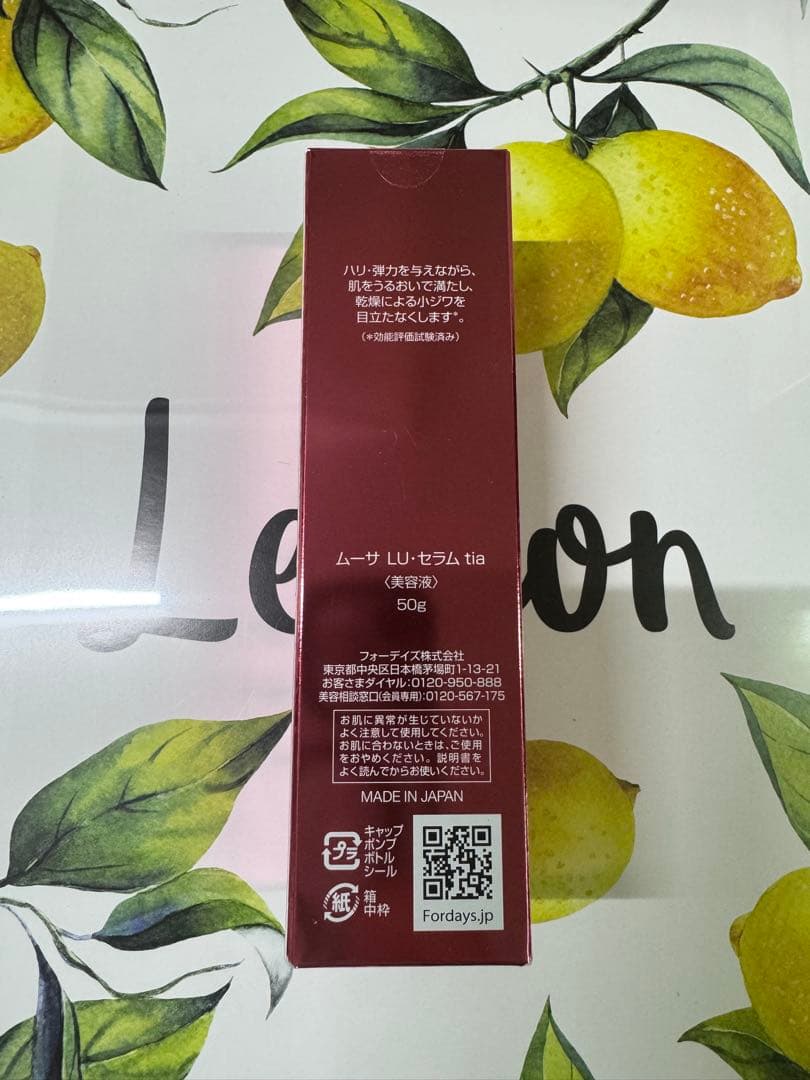 ハリ・弾力を与えながら、
肌をうるおいで満たし、
乾燥による小ジワを
目立たなくします*。
(*効能評価試験済み)
Lemon
ムーサ LU・セラム tia
〈美容液〉
50g
フォーデイズ株式会社
東京都中央区日本橋茅場町1-13-21
お客さまダイヤル:0120-950-888
美容相談窓口(会員専用):0120-567-175
お肌に異常が生じていないか
よく注意して使用してください。
お肌に合わないときは、ご使用
をおやめください。説明書を
よく読んでからお使いください。
MADE IN JAPAN
プラ
キャップ
ポンプ
ボトル
シール
紙
箱
中枠
Fordays.jp